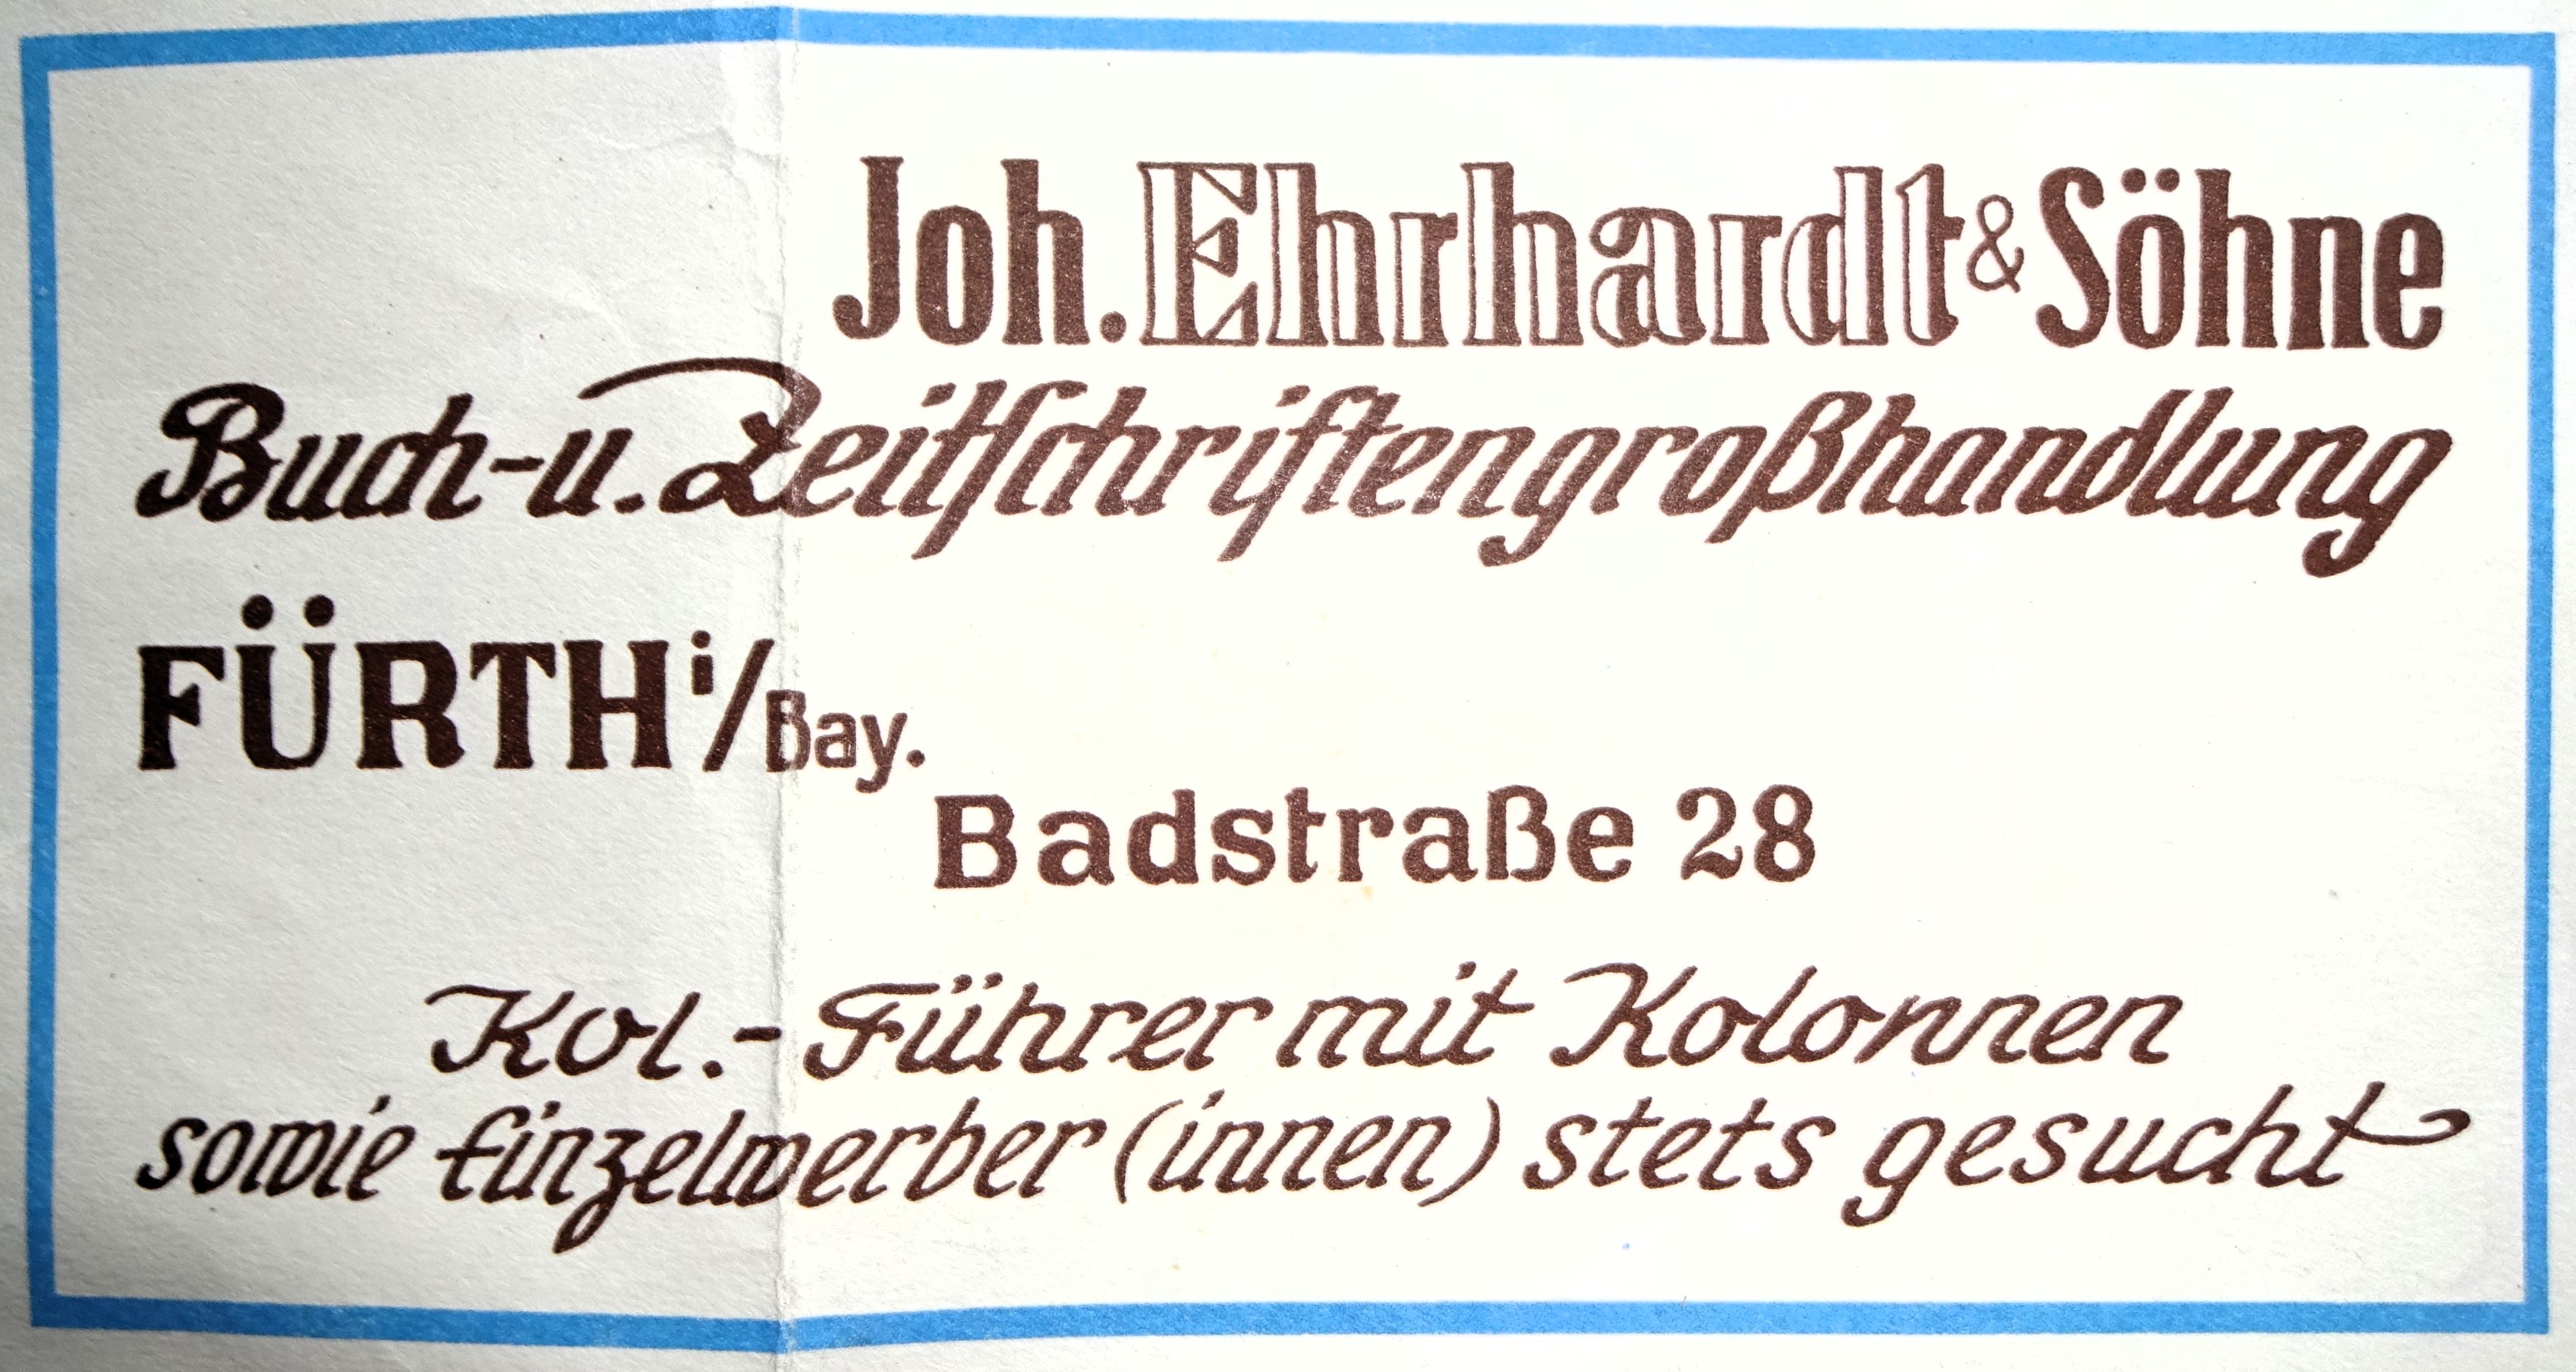 Joh. Ehrhardt & Söhne
Buch-u. Zeitschriftengroßhandlung
FÜRTH i/Bay.
Badstraße 28
Kol.-Führer mit Kolonnen
sowie Einzelwerber (innen) stets gesucht